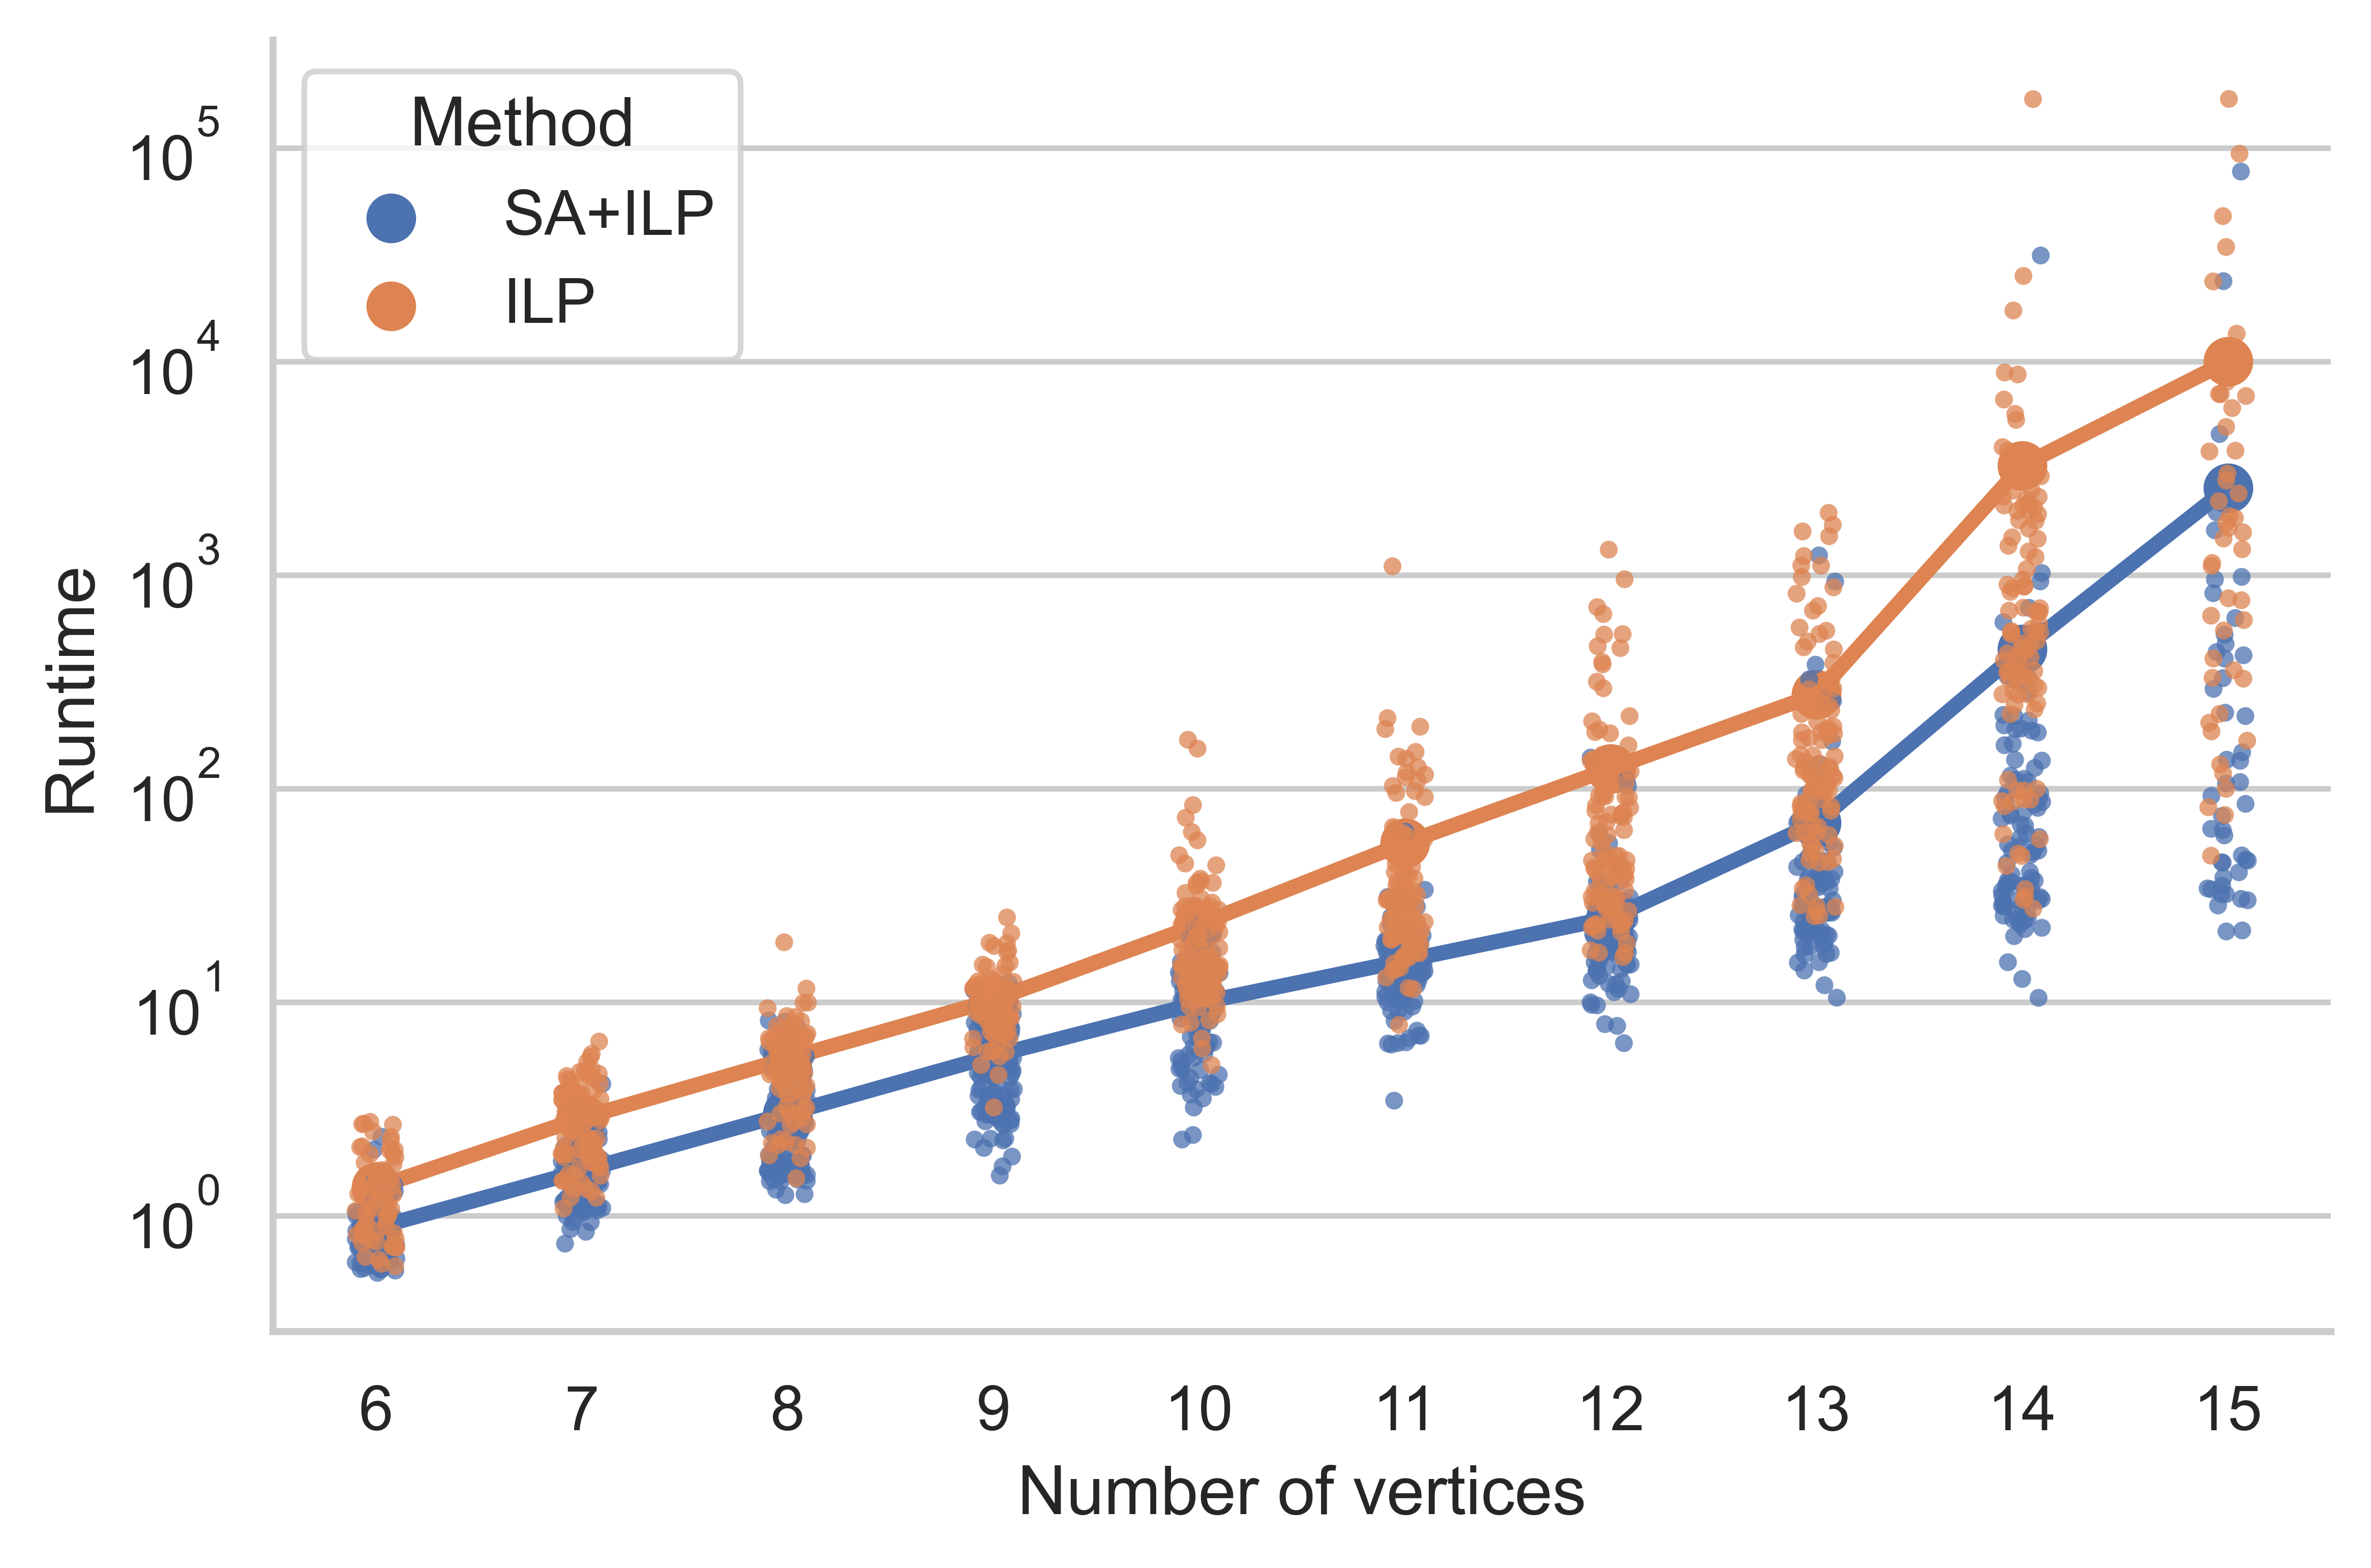 Method
SA+ILP
ILP
10^5
10^4
10^3
10^2
10^1
10^0
Runtime
6 7 8 9 10 11 12 13 14 15
Number of vertices